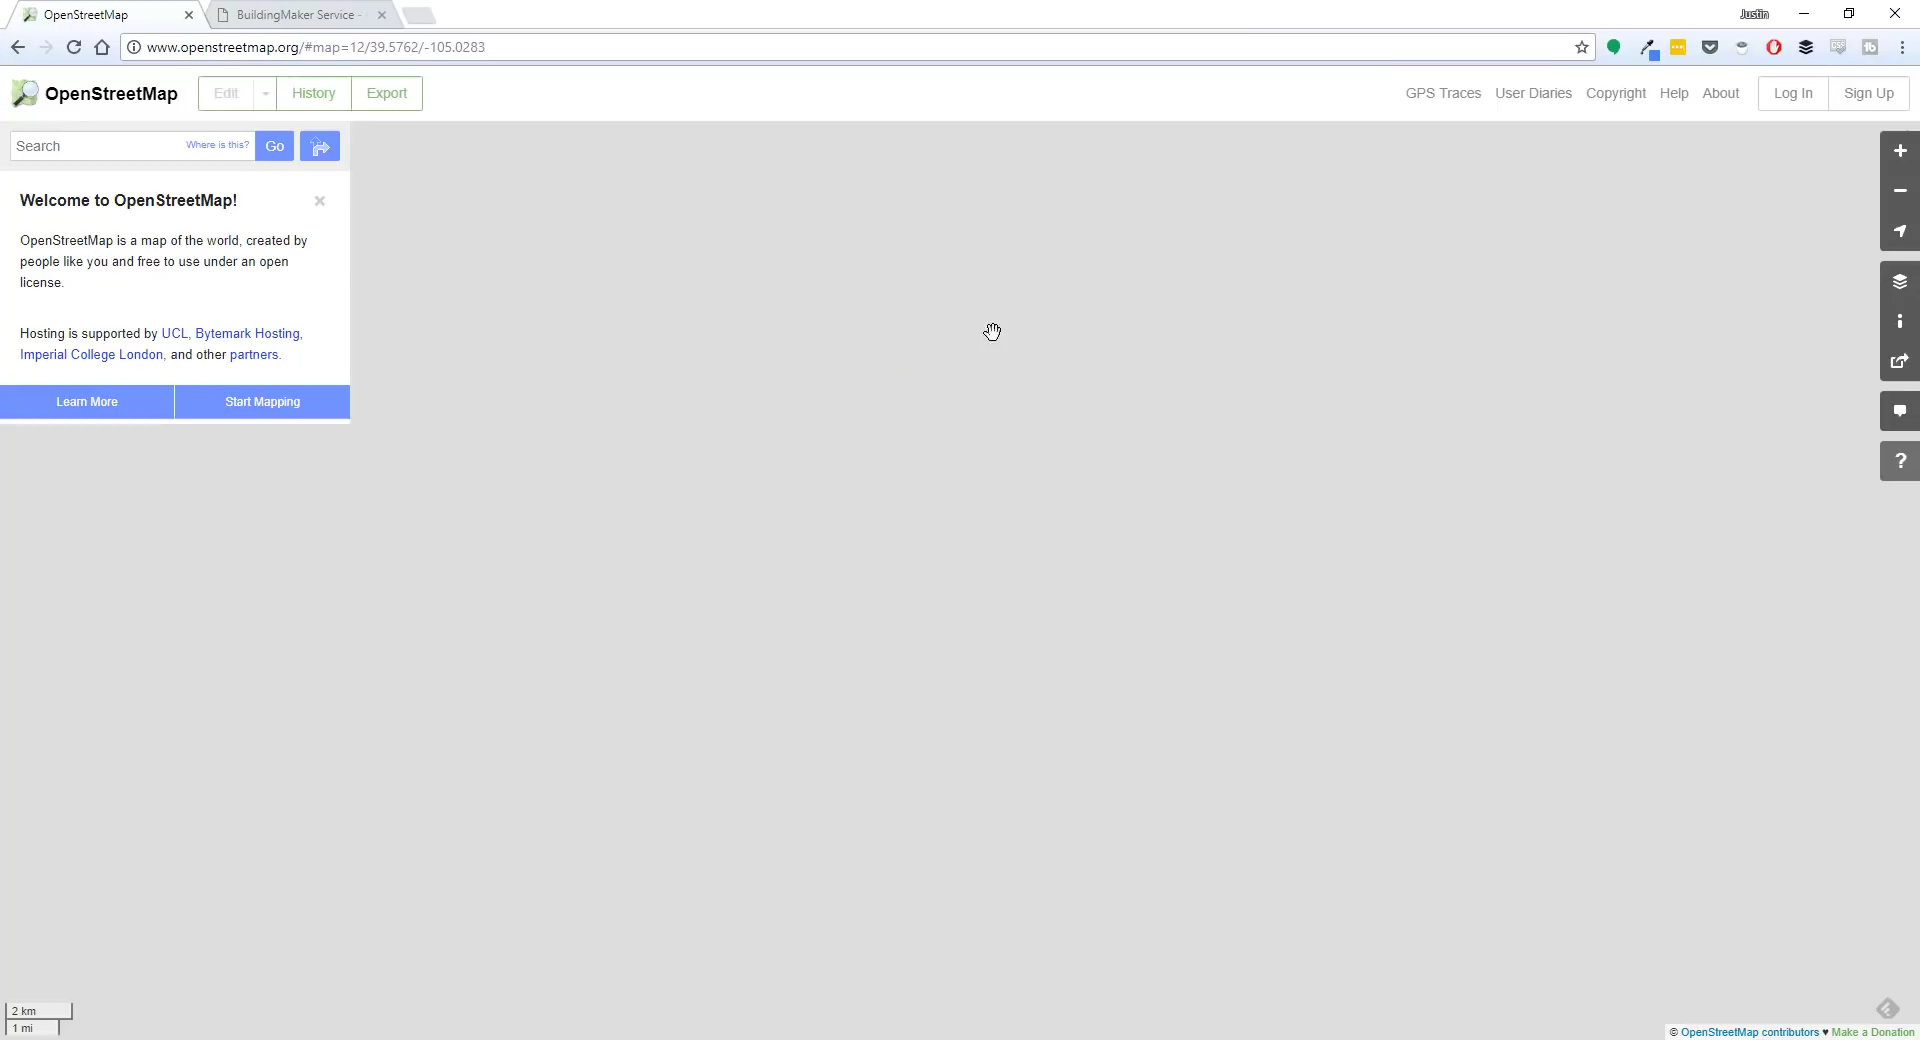 OpenStreetMap
BuildingMaker Service -
Justin
www.openstreetmap.org/#map=12/39.5762/-105.0283
OpenStreetMap
Edit
History
Export
GPS Traces
User Diaries
Copyright
Help
About
Log In
Sign Up
Search
Where is this?
Go
Welcome to OpenStreetMap!
OpenStreetMap is a map of the world, created by
people like you and free to use under an open
license.
Hosting is supported by UCL, Bytemark Hosting,
Imperial College London, and other partners.
Learn More
Start Mapping
2 km
1 mi
© OpenStreetMap contributors ♥ Make a Donation